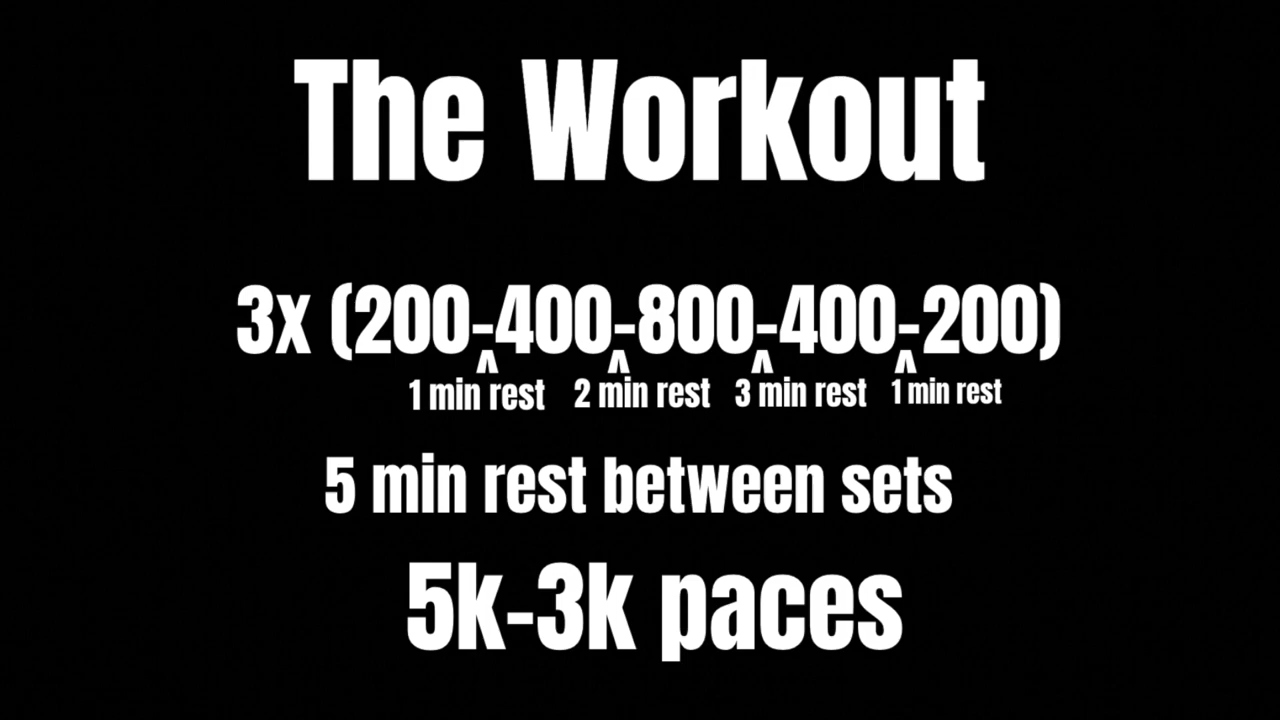 The Workout
3x (200-400-800-400-200)
^ ^ ^ ^
1 min rest 2 min rest 3 min rest 1 min rest
5 min rest between sets
5k-3k paces